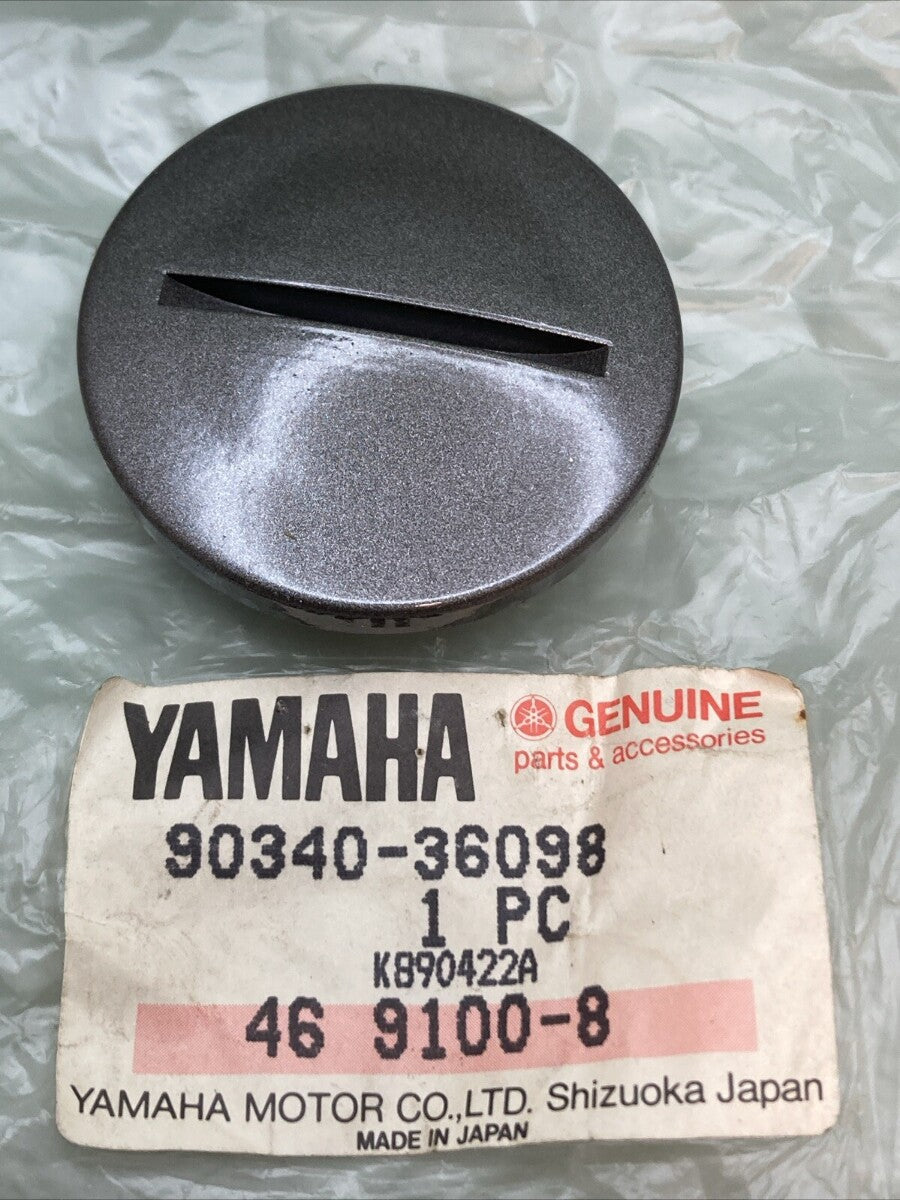 YAMAHA GENUINE
parts & accessories
90340-36098
1 PC
K890422A
46 9100-8
YAMAHA MOTOR CO.,LTD. Shizuoka Japan
MADE IN JAPAN